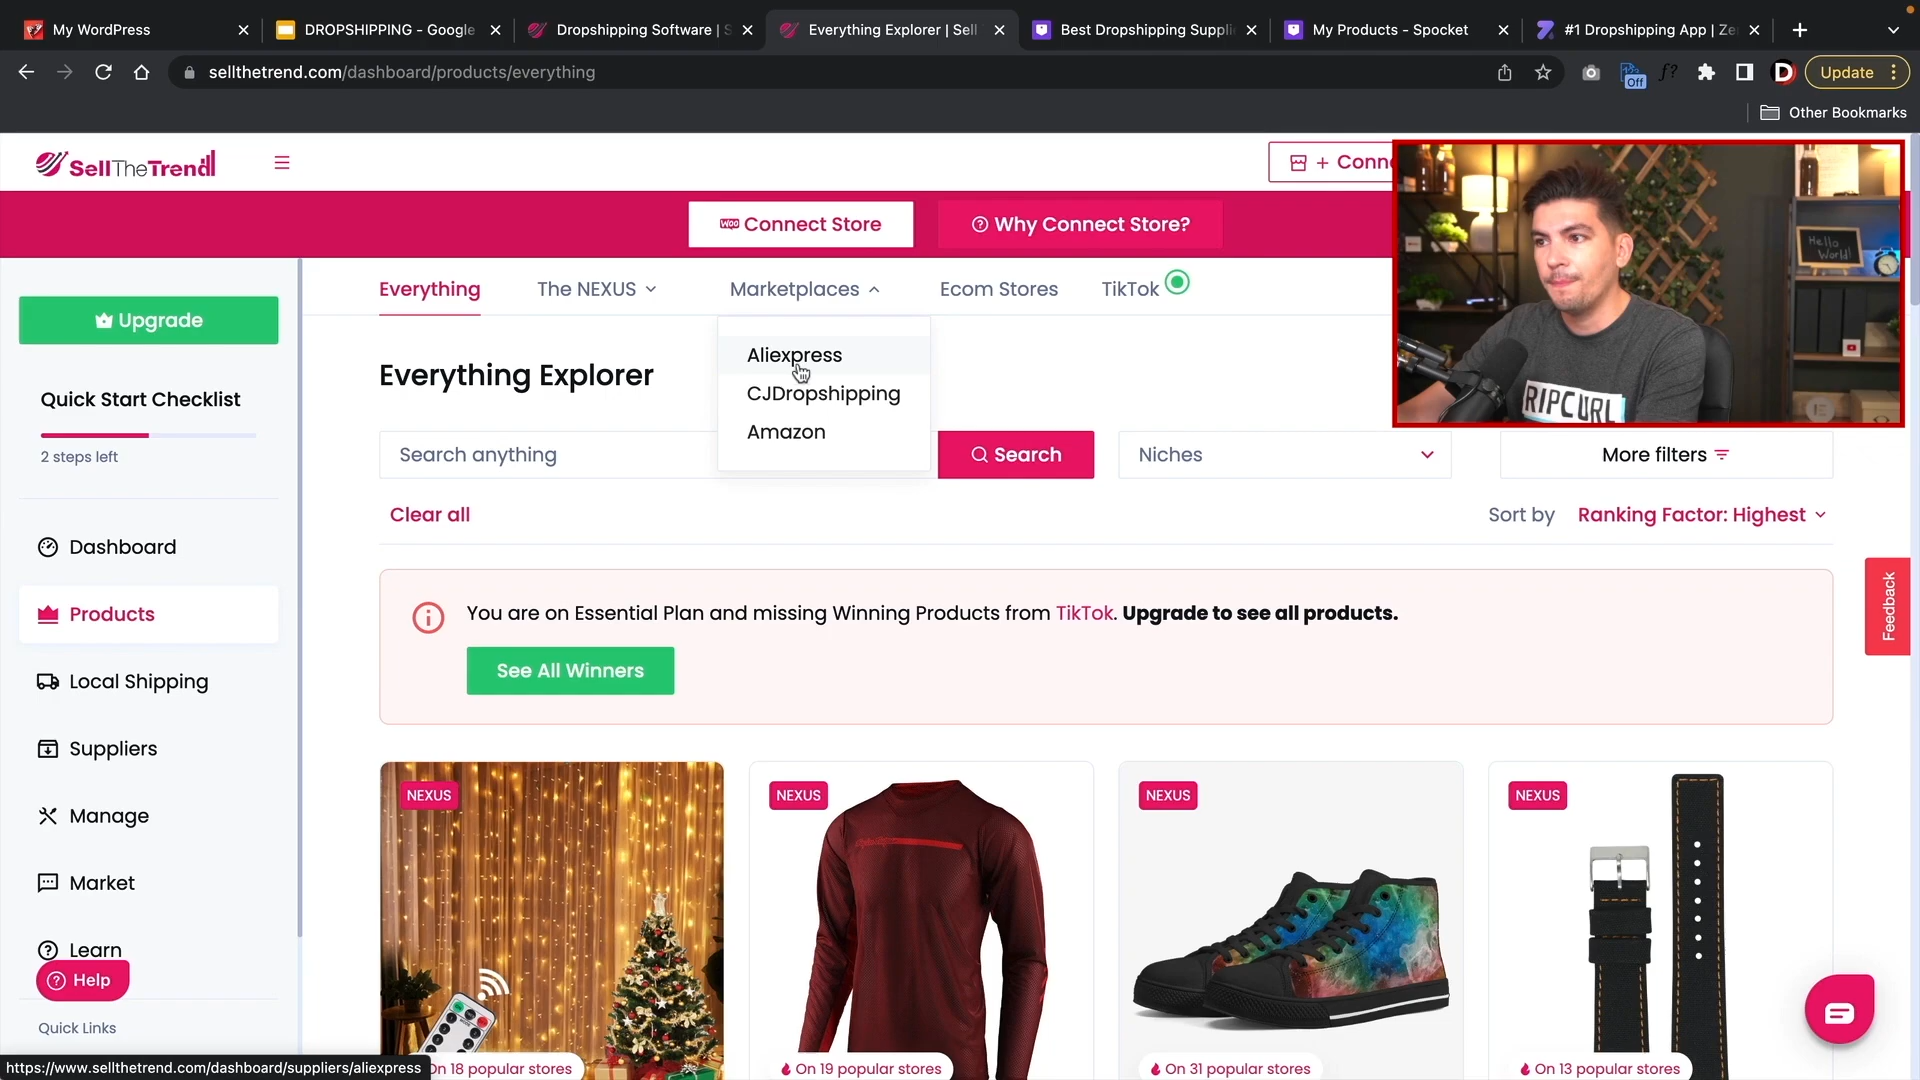 My WordPress
DROPSHIPPING - Google
Dropshipping Software | S
Everything Explorer | Sell
Best Dropshipping Suppli
My Products - Spocket
#1 Dropshipping App | Ze
sellthetrend.com/dashboard/products/everything
Off
f?
D
Update
Other Bookmarks
SellTheTrend
+ Conne
Woo Connect Store
Why Connect Store?
Hello
World!
RIPCURL
Upgrade
Everything
The NEXUS
Marketplaces
Ecom Stores
TikTok
Aliexpress
CJDropshipping
Amazon
Quick Start Checklist
2 steps left
Everything Explorer
Search anything
Search
Niches
More filters
Clear all
Sort by
Ranking Factor: Highest
Dashboard
Products
Local Shipping
Suppliers
Manage
Market
Learn
Help
Quick Links
You are on Essential Plan and missing Winning Products from TikTok. Upgrade to see all products.
See All Winners
Feedback
NEXUS
NEXUS
NEXUS
NEXUS
On 18 popular stores
On 19 popular stores
On 31 popular stores
On 13 popular stores
https://www.sellthetrend.com/dashboard/suppliers/aliexpress